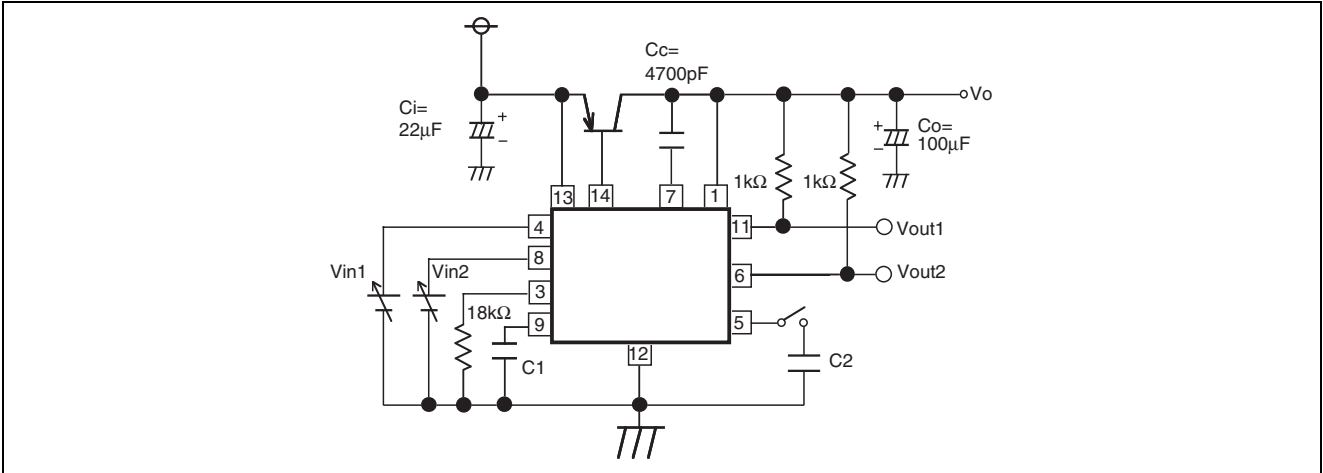 Cc=
4700pF
Vo
Ci=
22μF
+
−
+
−
Co=
100μF
1kΩ
1kΩ
13
14
7
1
4
11
Vout1
8
Vin1
Vin2
6
Vout2
3
18kΩ
9
5
C1
12
C2